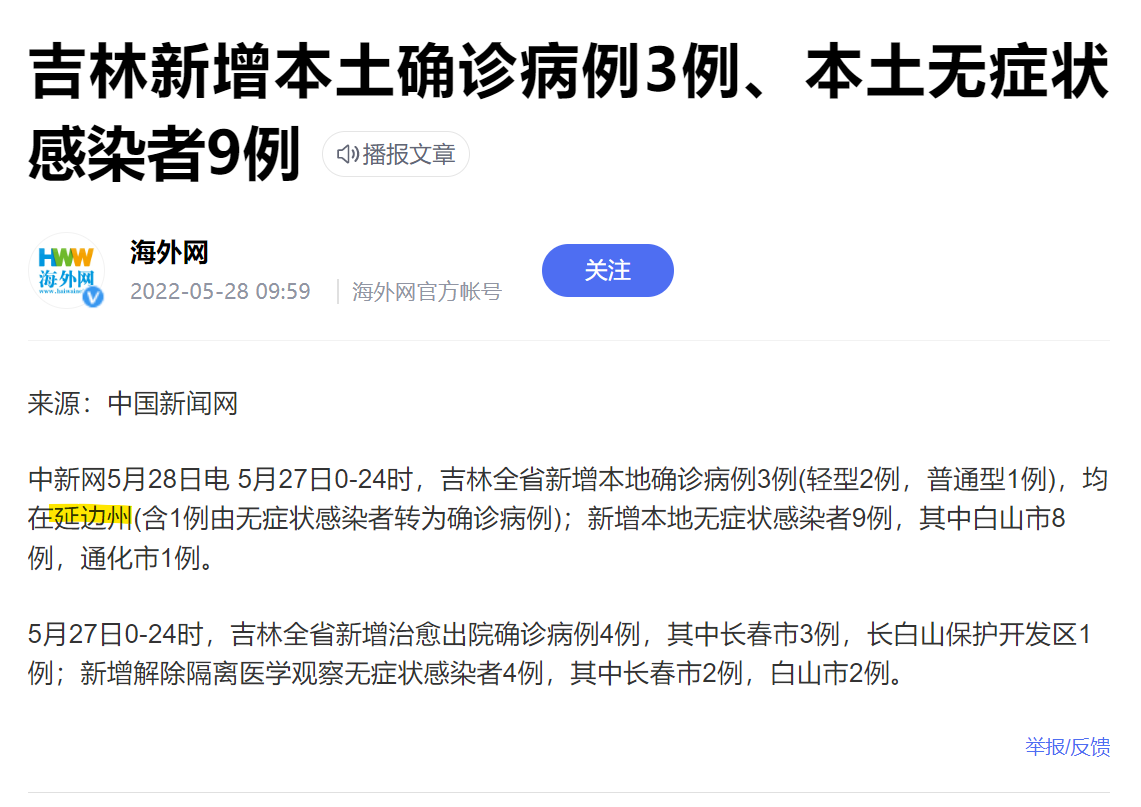 吉林新增本土确诊病例3例、本土无症状
感染者9例
播报文章
HWW
海外网
海外网
2022-05-28 09:59
海外网官方帐号
关注
来源：中国新闻网
中新网5月28日电 5月27日0-24时，吉林全省新增本地确诊病例3例(轻型2例，普通型1例)，均
在延边州(含1例由无症状感染者转为确诊病例)；新增本地无症状感染者9例，其中白山市8
例，通化市1例。
5月27日0-24时，吉林全省新增治愈出院确诊病例4例，其中长春市3例，长白山保护开发区1
例；新增解除隔离医学观察无症状感染者4例，其中长春市2例，白山市2例。
举报/反馈